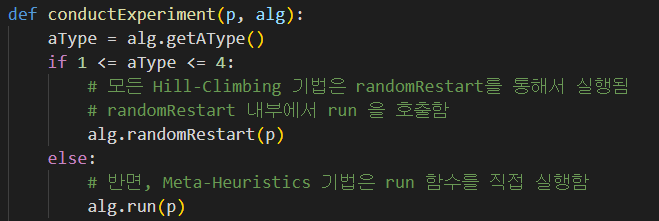 def conductExperiment(p, alg):
    aType = alg.getAType()
    if 1 <= aType <= 4:
        # 모든 Hill-Climbing 기법은 randomRestart를 통해서 실행됨
        # randomRestart 내부에서 run 을 호출함
        alg.randomRestart(p)
    else:
        # 반면, Meta-Heuristics 기법은 run 함수를 직접 실행함
        alg.run(p)